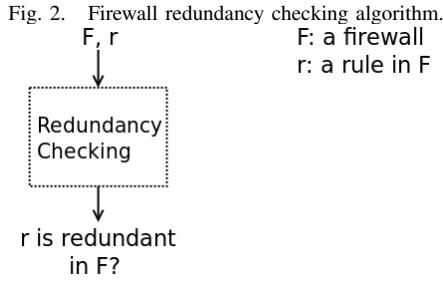 Fig. 2. Firewall redundancy checking algorithm.
F, r
F: a firewall
r: a rule in F
Redundancy
Checking
r is redundant
in F?